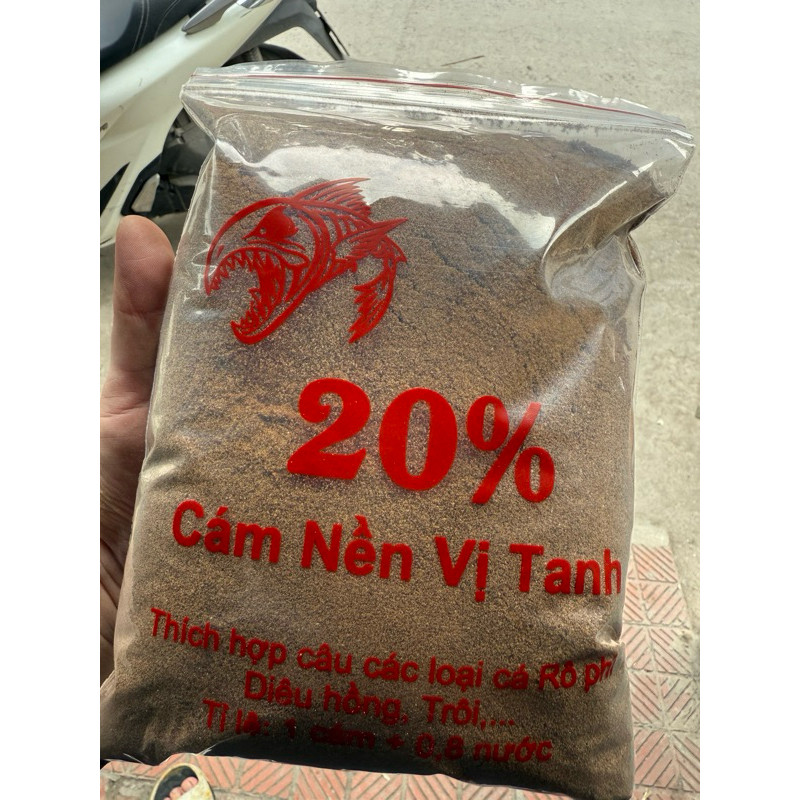 20%
Cám Nền Vị Tanh
Thích hợp câu các loại cá Rô phi
Diêu hồng, Trôi,...
Tỉ lệ: 1 cám + 0,8 nước